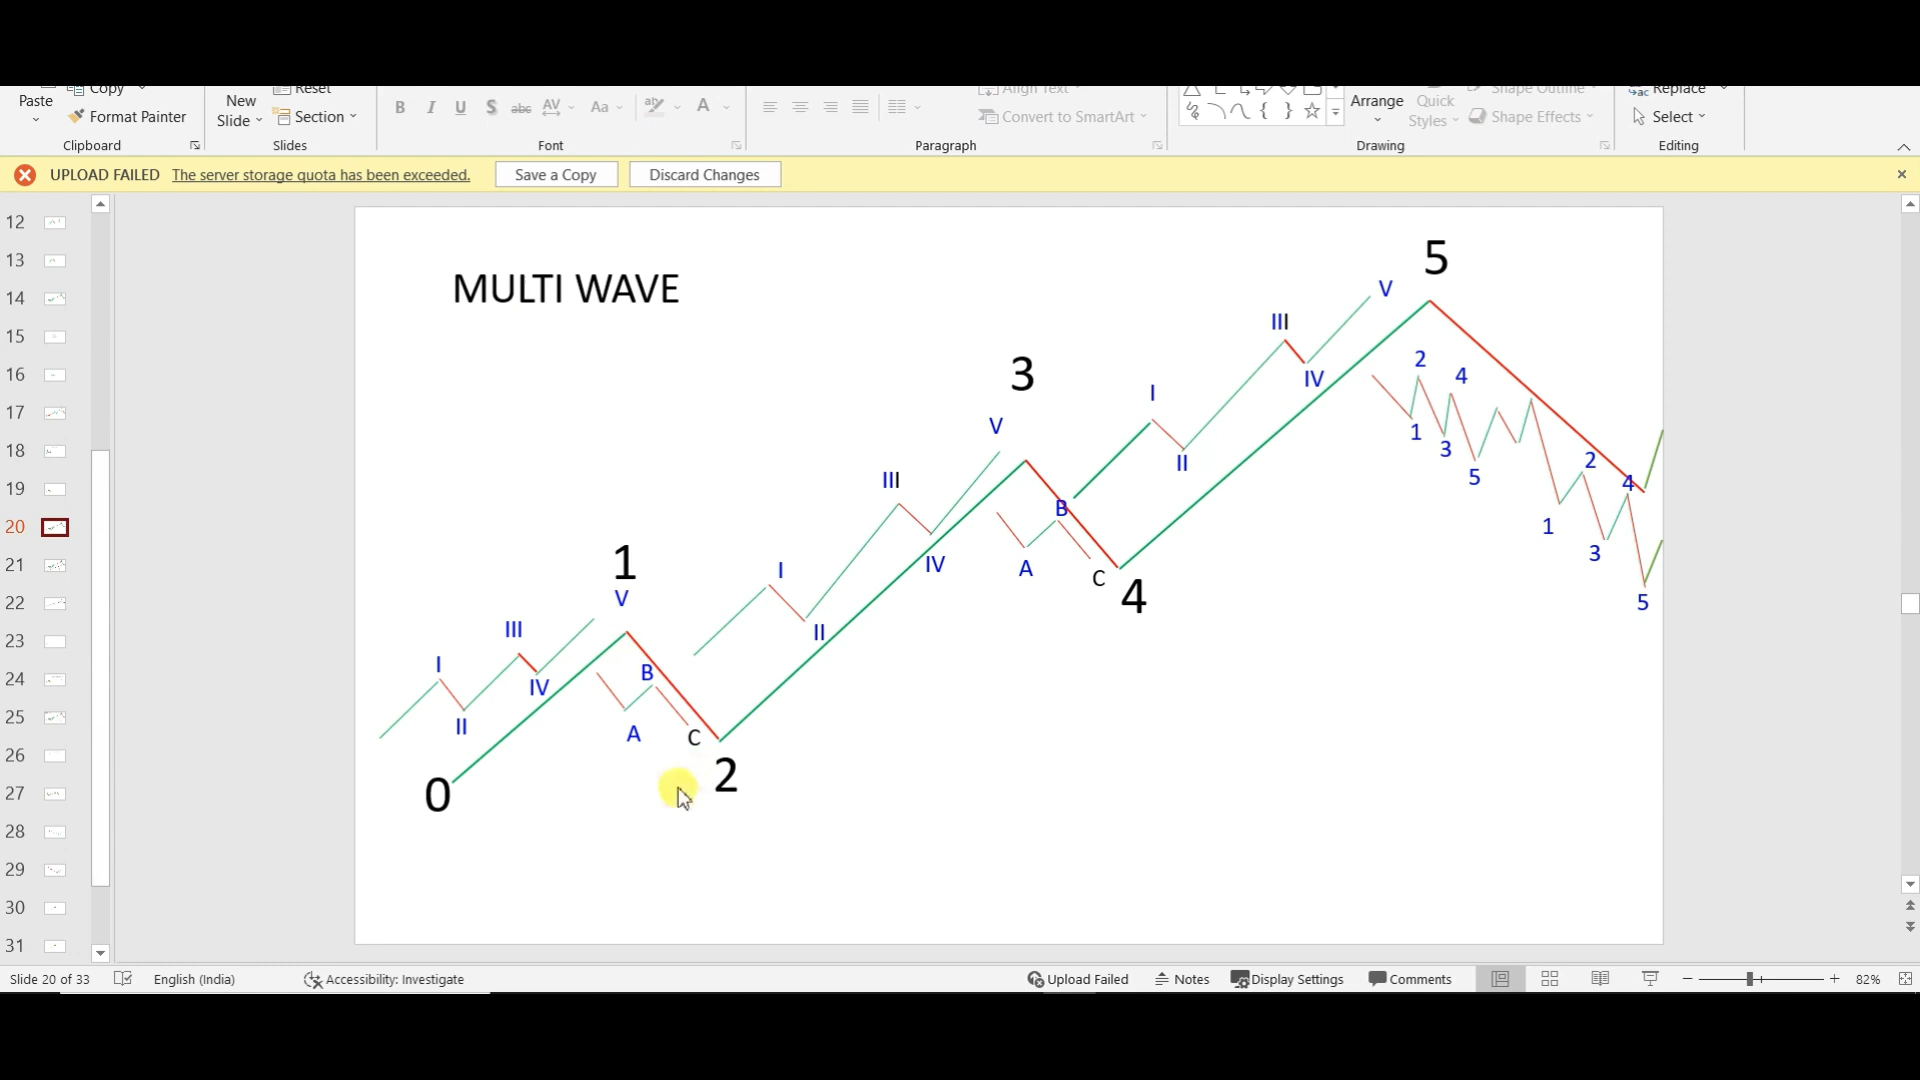 Copy
Reset
Align Text
Shape Outline
Replace
Paste
Format Painter
New
Slide
Section
B I U S abc AV Aa A
Convert to SmartArt
Arrange
Quick
Styles
Shape Effects
Select
Clipboard
Slides
Font
Paragraph
Drawing
Editing
UPLOAD FAILED The server storage quota has been exceeded. Save a Copy Discard Changes
12
13
14
15
16
17
18
19
20
21
22
23
24
25
26
27
28
29
30
31
MULTI WAVE
5
V
III
IV
2
4
3
I
1
3
V
II
2
5
III
4
B
1
IV
A
3
C
1
I
4
V
5
III
II
I
B
IV
II
A
C
0
2
Slide 20 of 33 English (India) Accessibility: Investigate Upload Failed Notes Display Settings Comments 82%